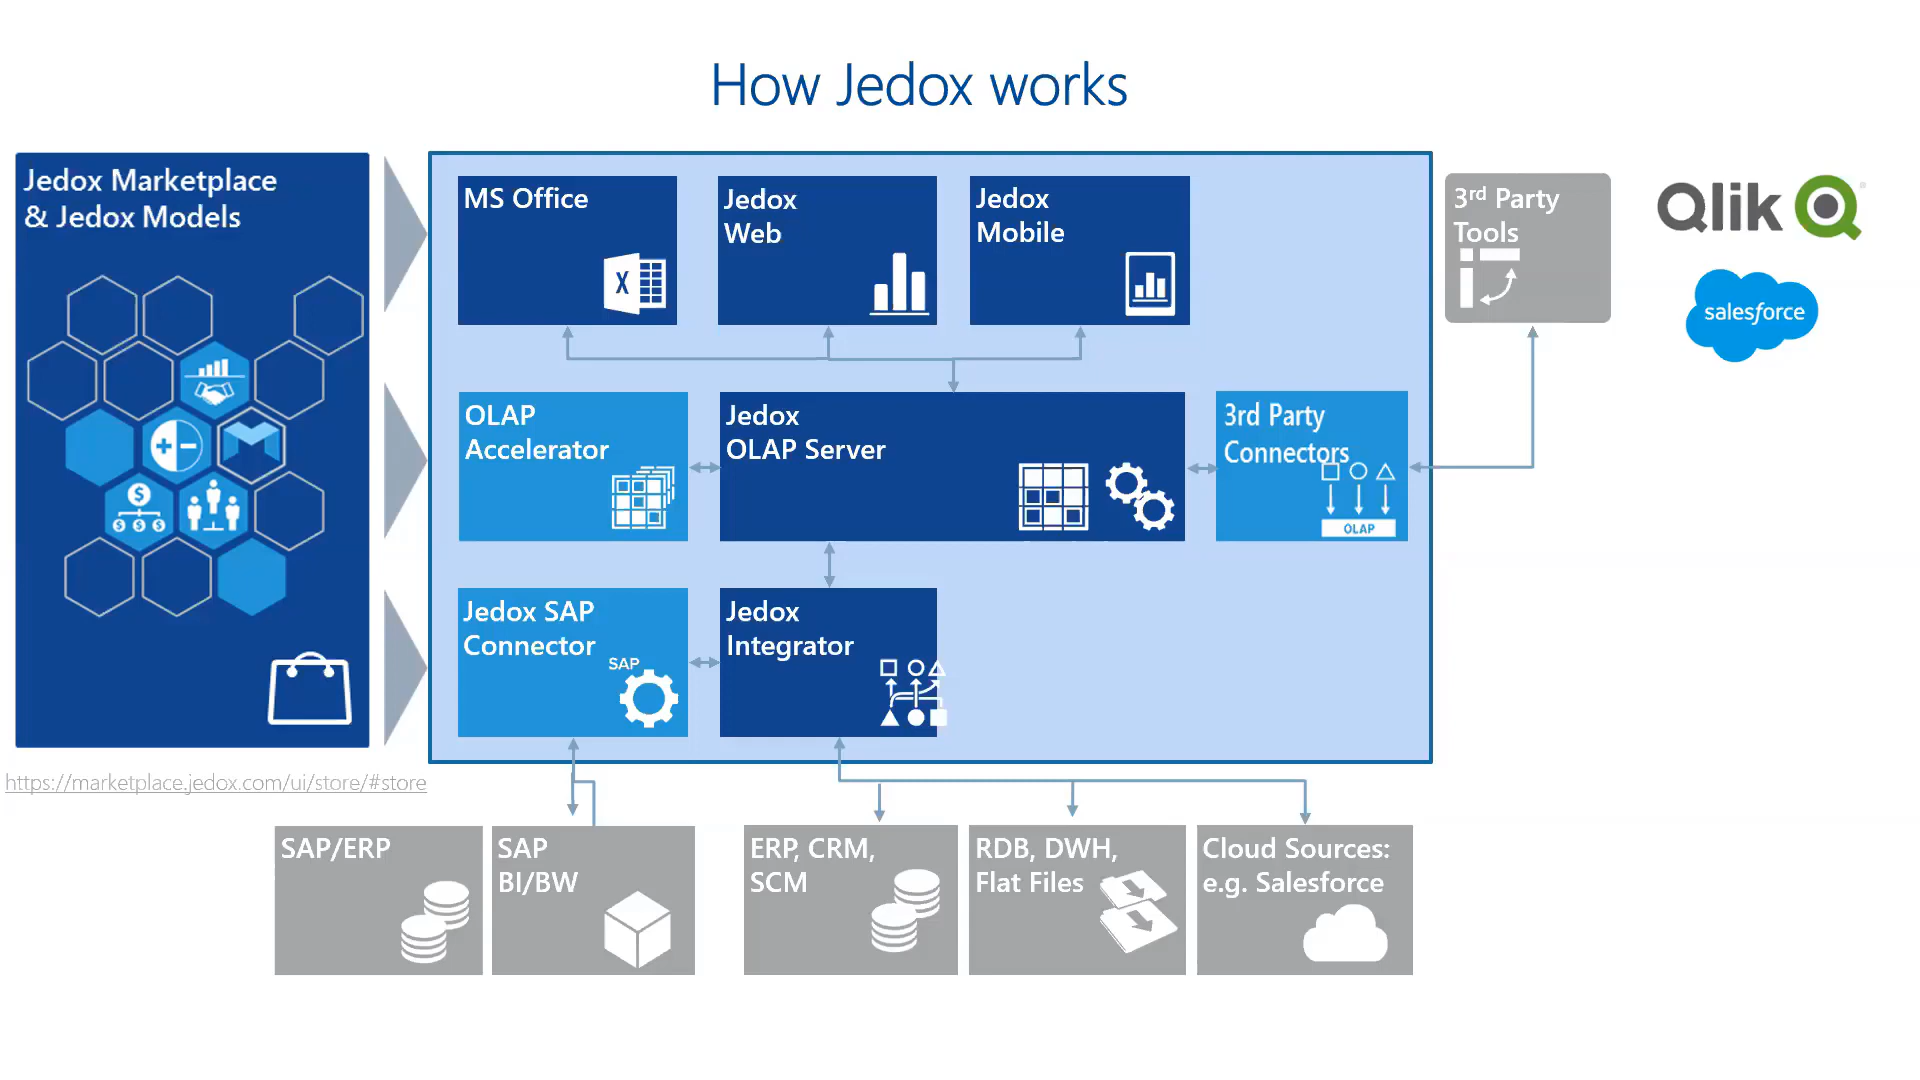 How Jedox works
Jedox Marketplace
& Jedox Models
MS Office
X
Jedox
Web
Jedox
Mobile
3rd Party
Tools
Qlik
salesforce
OLAP
Accelerator
Jedox
OLAP Server
3rd Party
Connectors
OLAP
$
$ $ $
Jedox SAP
Connector
SAP
Jedox
Integrator
https://marketplace.jedox.com/ui/store/#store
SAP/ERP
SAP
BI/BW
ERP, CRM,
SCM
RDB, DWH,
Flat Files
Cloud Sources:
e.g. Salesforce